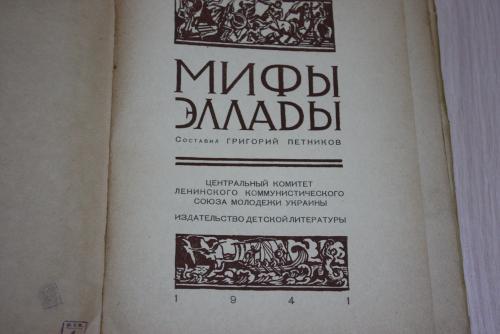 МИФЫ
ЭЛЛАДЫ
Составил ГРИГОРИЙ ПЕТНИКОВ
ЦЕНТРАЛЬНЫЙ КОМИТЕТ
ЛЕНИНСКОГО КОММУНИСТИЧЕСКОГО
СОЮЗА МОЛОДЕЖИ УКРАИНЫ
ИЗДАТЕЛЬСТВО ДЕТСКОЙ ЛИТЕРАТУРЫ
1941